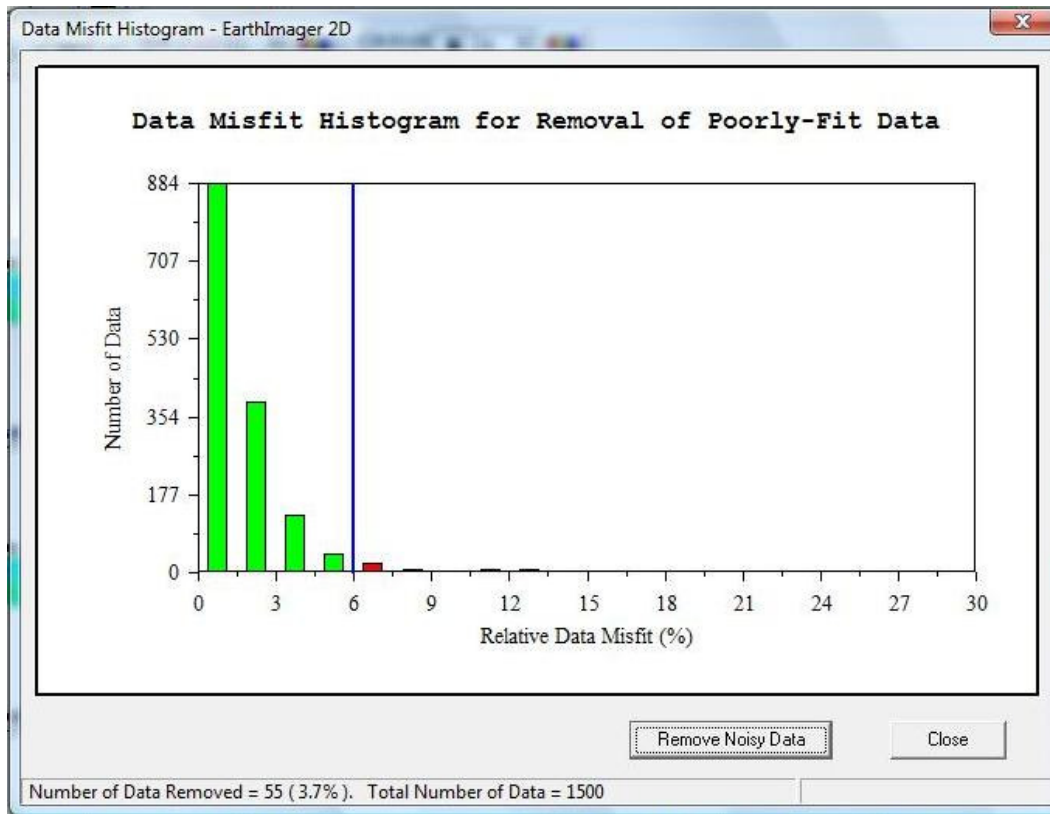 Data Misfit Histogram - EarthImager 2D
Data Misfit Histogram for Removal of Poorly-Fit Data
884
707
530
354
177
0
Number of Data
0 3 6 9 12 15 18 21 24 27 30
Relative Data Misfit (%)
Remove Noisy Data Close
Number of Data Removed = 55 ( 3.7% ). Total Number of Data = 1500